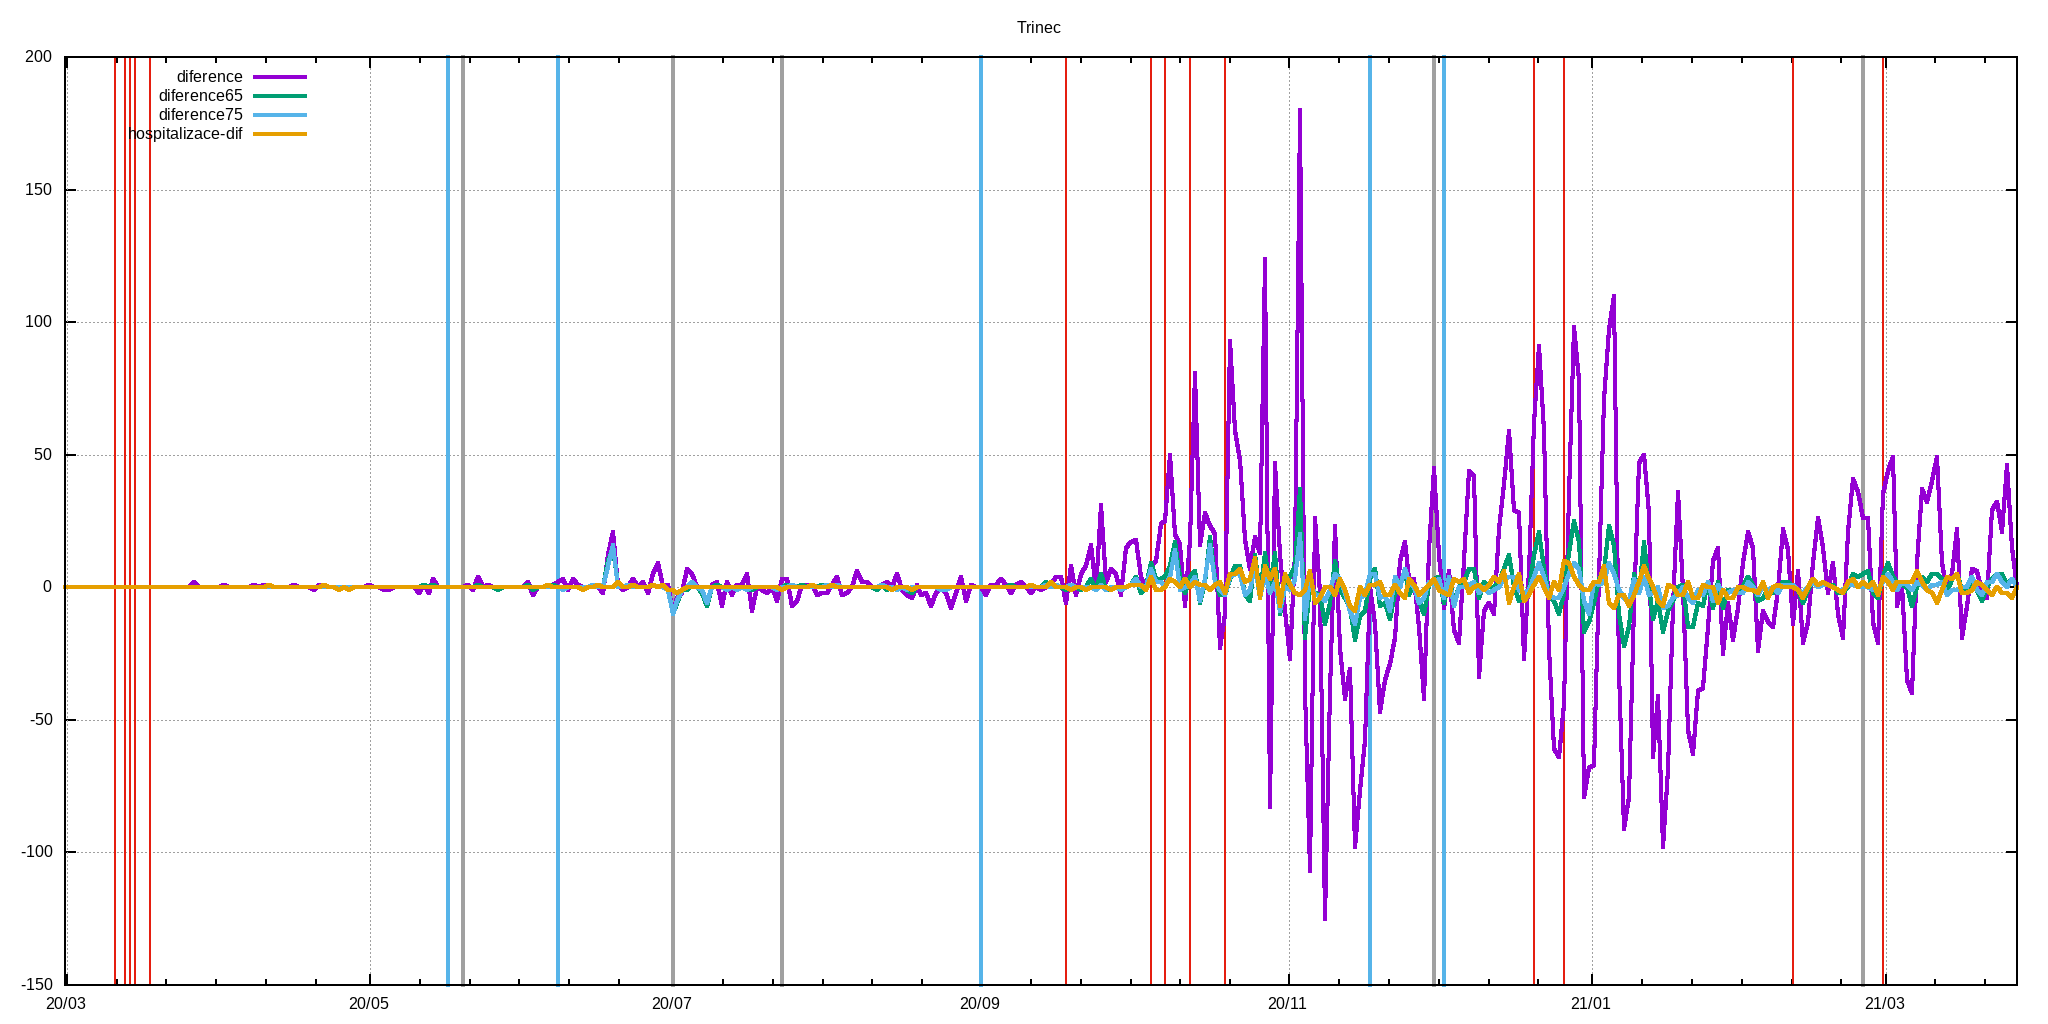 Trinec
200
diference
diference65
diference75
hospitalizace-dif
150
100
50
0
-50
-100
-150
20/03 20/05 20/07 20/09 20/11 21/01 21/03